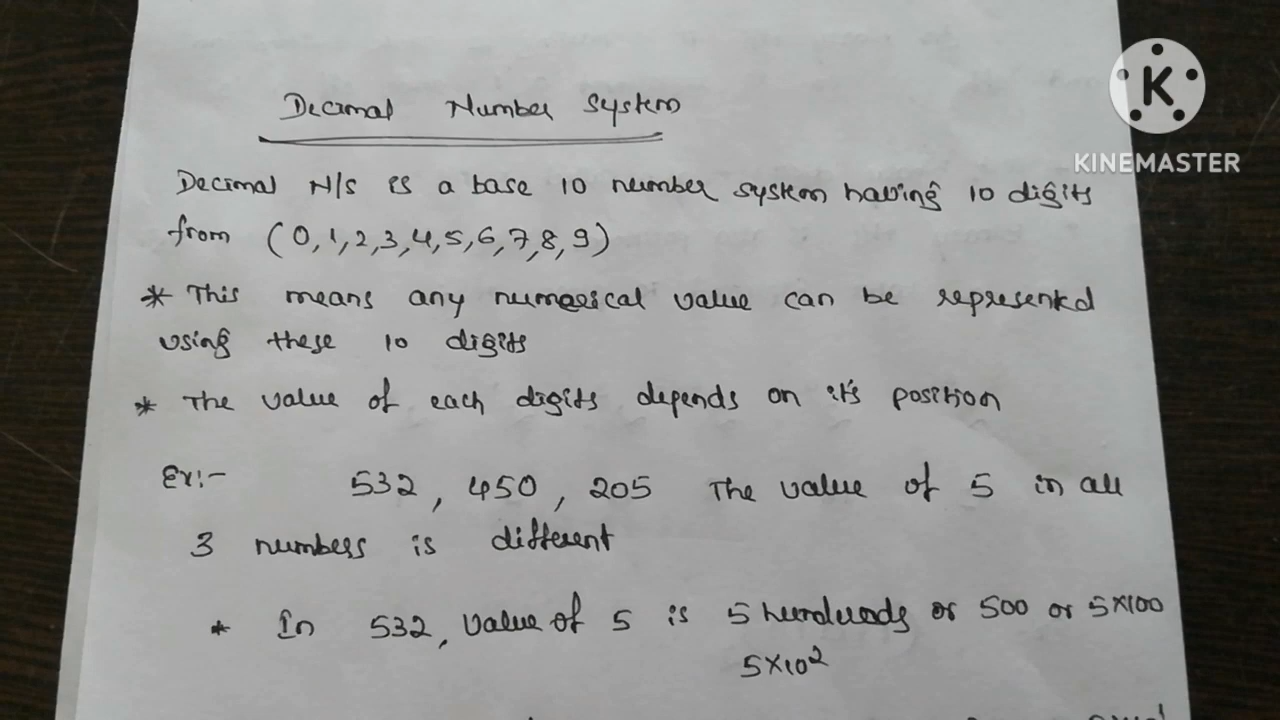 Decimal Number System
K
KINEMASTER
Decimal N/S is a base 10 number system having 10 digits
from (0,1,2,3,4,5,6,7,8,9)
* This means any numerical value can be represented
using these 10 digits
* The value of each digits depends on it's position
Ex:- 532, 450, 205 The value of 5 in all
3 numbers is different
* In 532, value of 5 is 5 hundreds or 500 or 5×100
5×10²